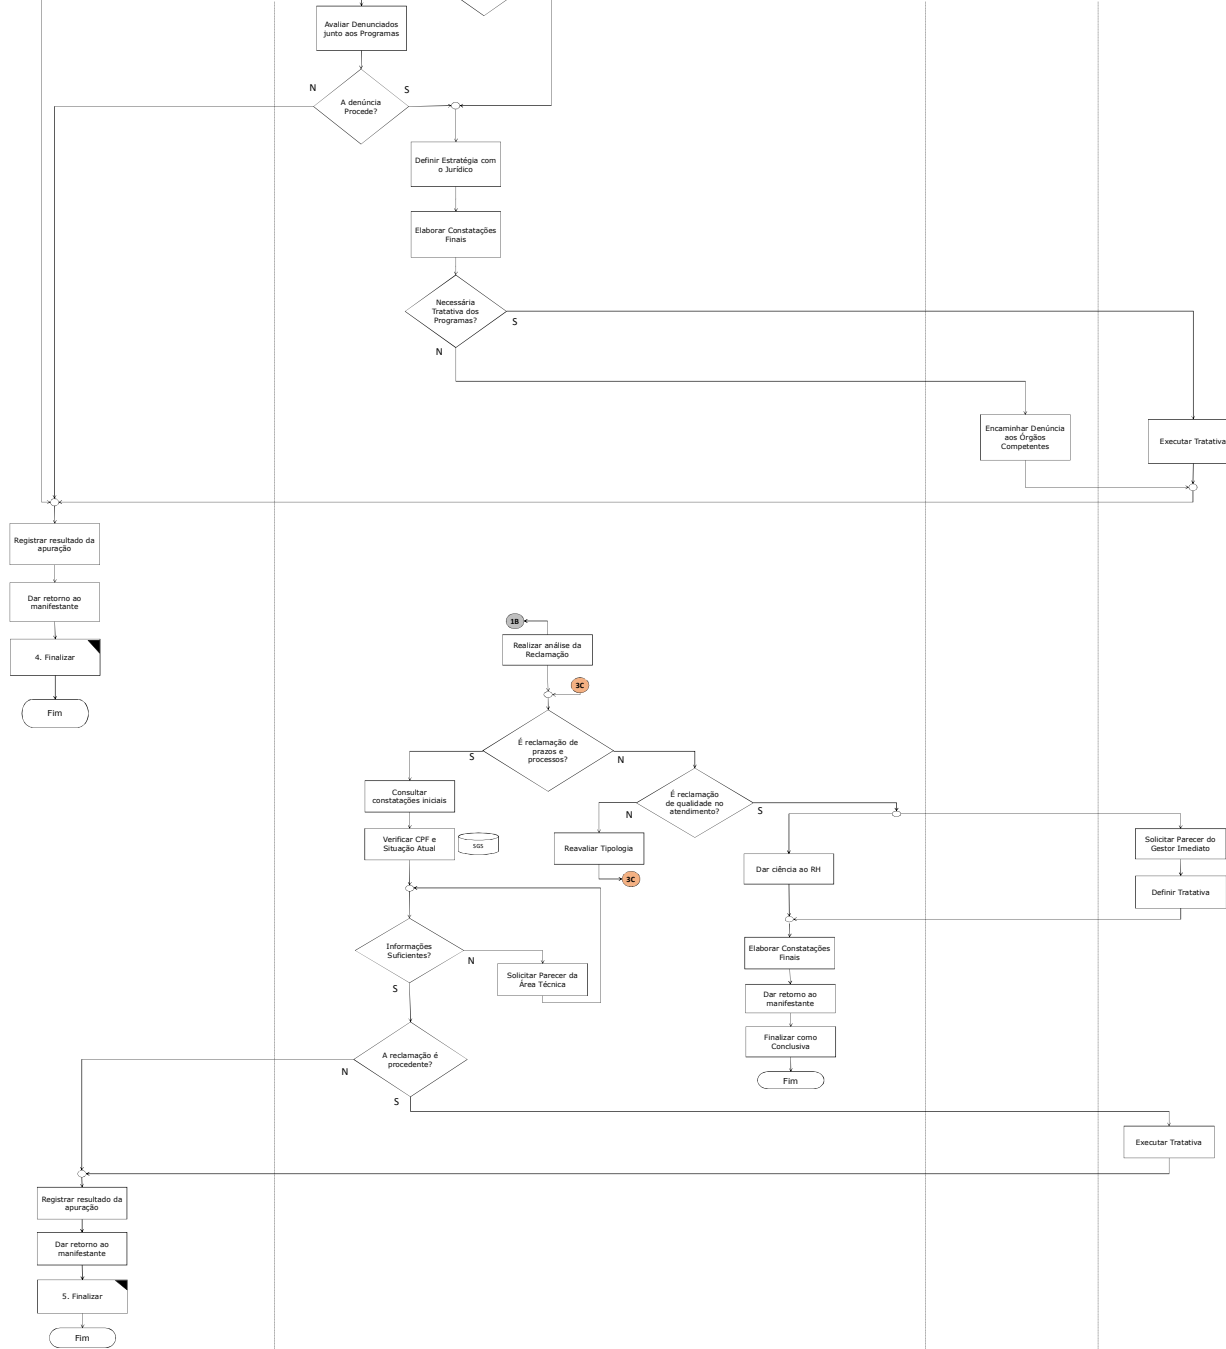 Avaliar Denunciados
junto aos Programas
N
S
A denúncia
Procede?
Definir Estratégia com
o Jurídico
Elaborar Constatações
Finais
Necessária
Tratativa dos
Programas?
S
N
Encaminhar Denúncia
aos Órgãos
Competentes
Executar Tratativa
Registrar resultado da
apuração
Dar retorno ao
manifestante
4. Finalizar
Fim
1B
Realizar análise da
Reclamação
3C
É reclamação de
prazos e
processos?
S
N
Consultar
constatações iniciais
É reclamação
de qualidade no
atendimento?
N
S
Verificar CPF e
Situação Atual
SGS
Reavaliar Tipologia
3C
Dar ciência ao RH
Solicitar Parecer do
Gestor Imediato
Definir Tratativa
Informações
Suficientes?
N
S
Solicitar Parecer da
Área Técnica
Elaborar Constatações
Finais
Dar retorno ao
manifestante
Finalizar como
Conclusiva
Fim
A reclamação é
procedente?
N
S
Executar Tratativa
Registrar resultado da
apuração
Dar retorno ao
manifestante
5. Finalizar
Fim